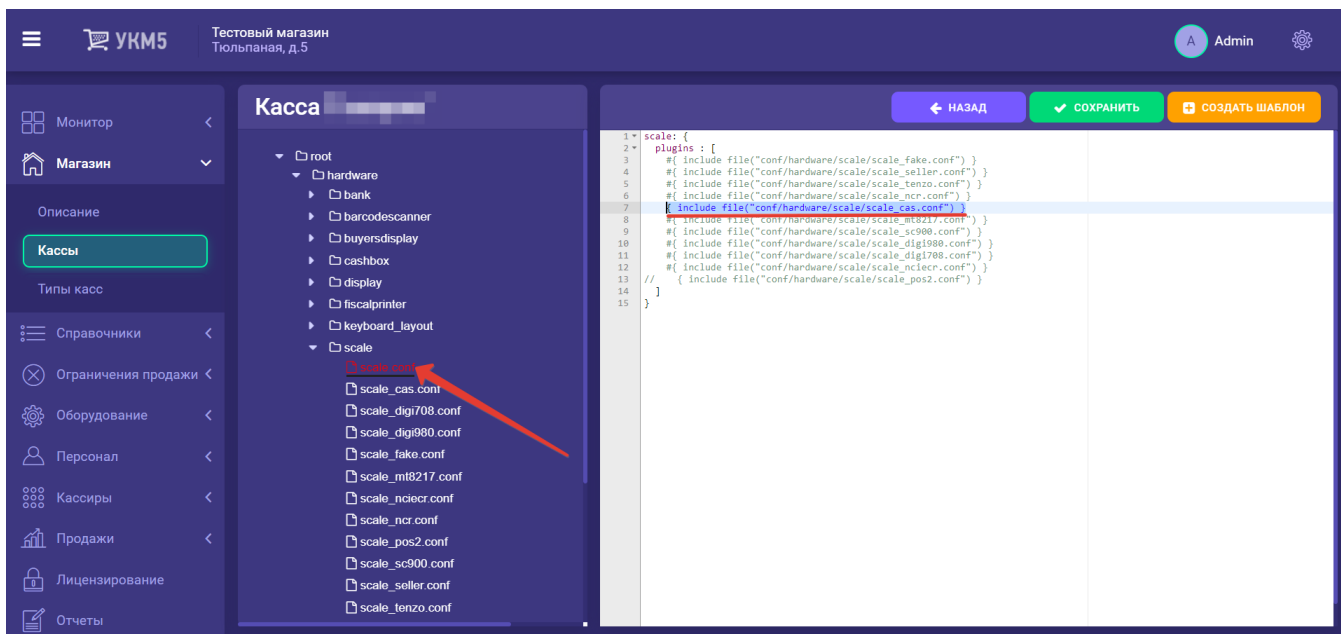 УКМ5
Тестовый магазин
Тюльпаная, д.5
A
Admin
Монитор
Магазин
Описание
Кассы
Типы касс
Справочники
Ограничения продажи
Оборудование
Персонал
Кассиры
Продажи
Лицензирование
Отчеты
Касса
root
hardware
bank
barcodescanner
buyersdisplay
cashbox
display
fiscalprinter
keyboard_layout
scale
scale.conf
scale_cas.conf
scale_digi708.conf
scale_digi980.conf
scale_fake.conf
scale_mt8217.conf
scale_nciecr.conf
scale_ncr.conf
scale_pos2.conf
scale_sc900.conf
scale_seller.conf
scale_tenzo.conf
НАЗАД
СОХРАНИТЬ
СОЗДАТЬ ШАБЛОН
1 scale: {
2 plugins : [
3 #{ include file("conf/hardware/scale/scale_fake.conf") }
4 #{ include file("conf/hardware/scale/scale_seller.conf") }
5 #{ include file("conf/hardware/scale/scale_tenzo.conf") }
6 #{ include file("conf/hardware/scale/scale_ncr.conf") }
7 { include file("conf/hardware/scale/scale_cas.conf") }
8 #{ include file("conf/hardware/scale/scale_mt8217.conf") }
9 #{ include file("conf/hardware/scale/scale_sc900.conf") }
10 #{ include file("conf/hardware/scale/scale_digi980.conf") }
11 #{ include file("conf/hardware/scale/scale_digi708.conf") }
12 #{ include file("conf/hardware/scale/scale_nciecr.conf") }
13 // { include file("conf/hardware/scale/scale_pos2.conf") }
14 ]
15 }